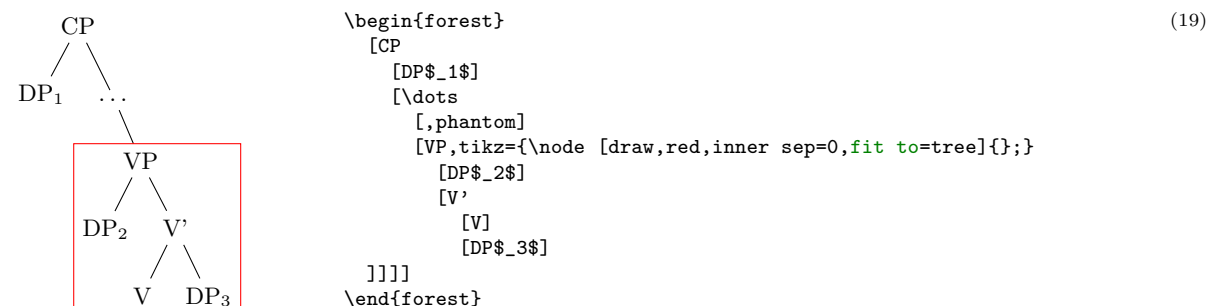 CP
DP₁ ...
VP
DP₂ V'
V DP₃
\begin{forest}
  [CP
    [DP$_1$]
    [\dots
      [,phantom]
      [VP,tikz={\node [draw,red,inner sep=0,fit to=tree]{};}
        [DP$_2$]
        [V'
          [V]
          [DP$_3$]
  ]]]]
\end{forest}
(19)